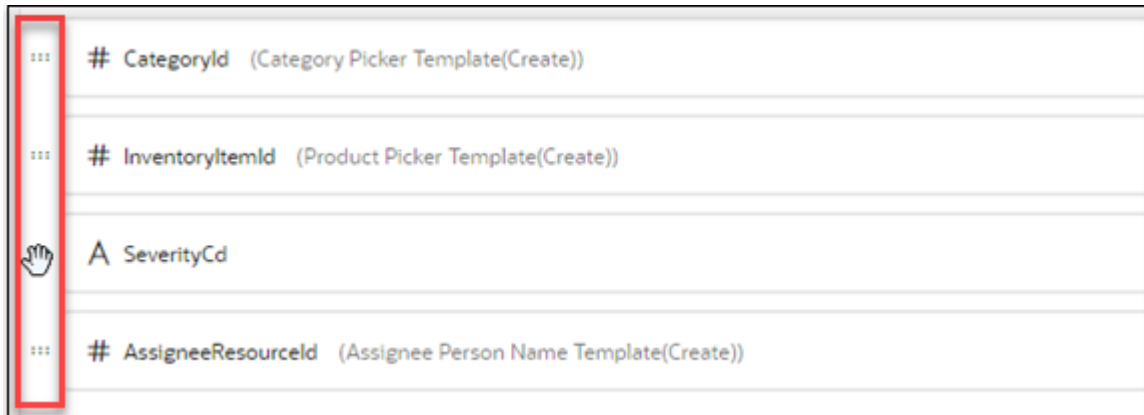 # CategoryId (Category Picker Template(Create))
# InventoryItemId (Product Picker Template(Create))
A SeverityCd
# AssigneeResourceId (Assignee Person Name Template(Create))